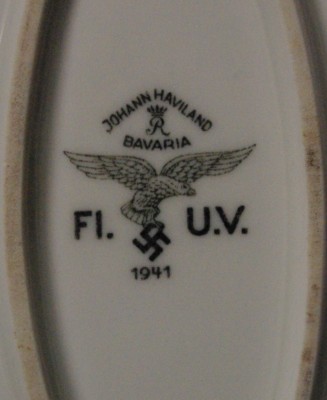 JOHANN HAVILAND
R
BAVARIA
Fl. U.V.
1941